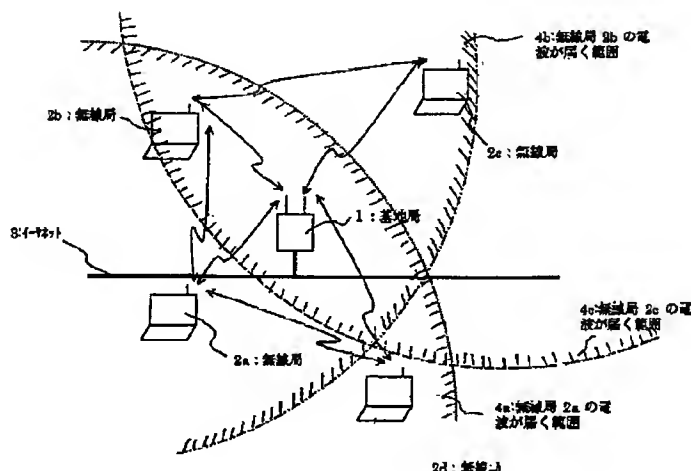 4b:無線局 2b の電
波が届く範囲
2b:無線局
2c:無線局
1:基地局
3:イーサネット
2a:無線局
4c:無線局 2c の電
波が届く範囲
4a:無線局 2a の電
波が届く範囲
2d:無線